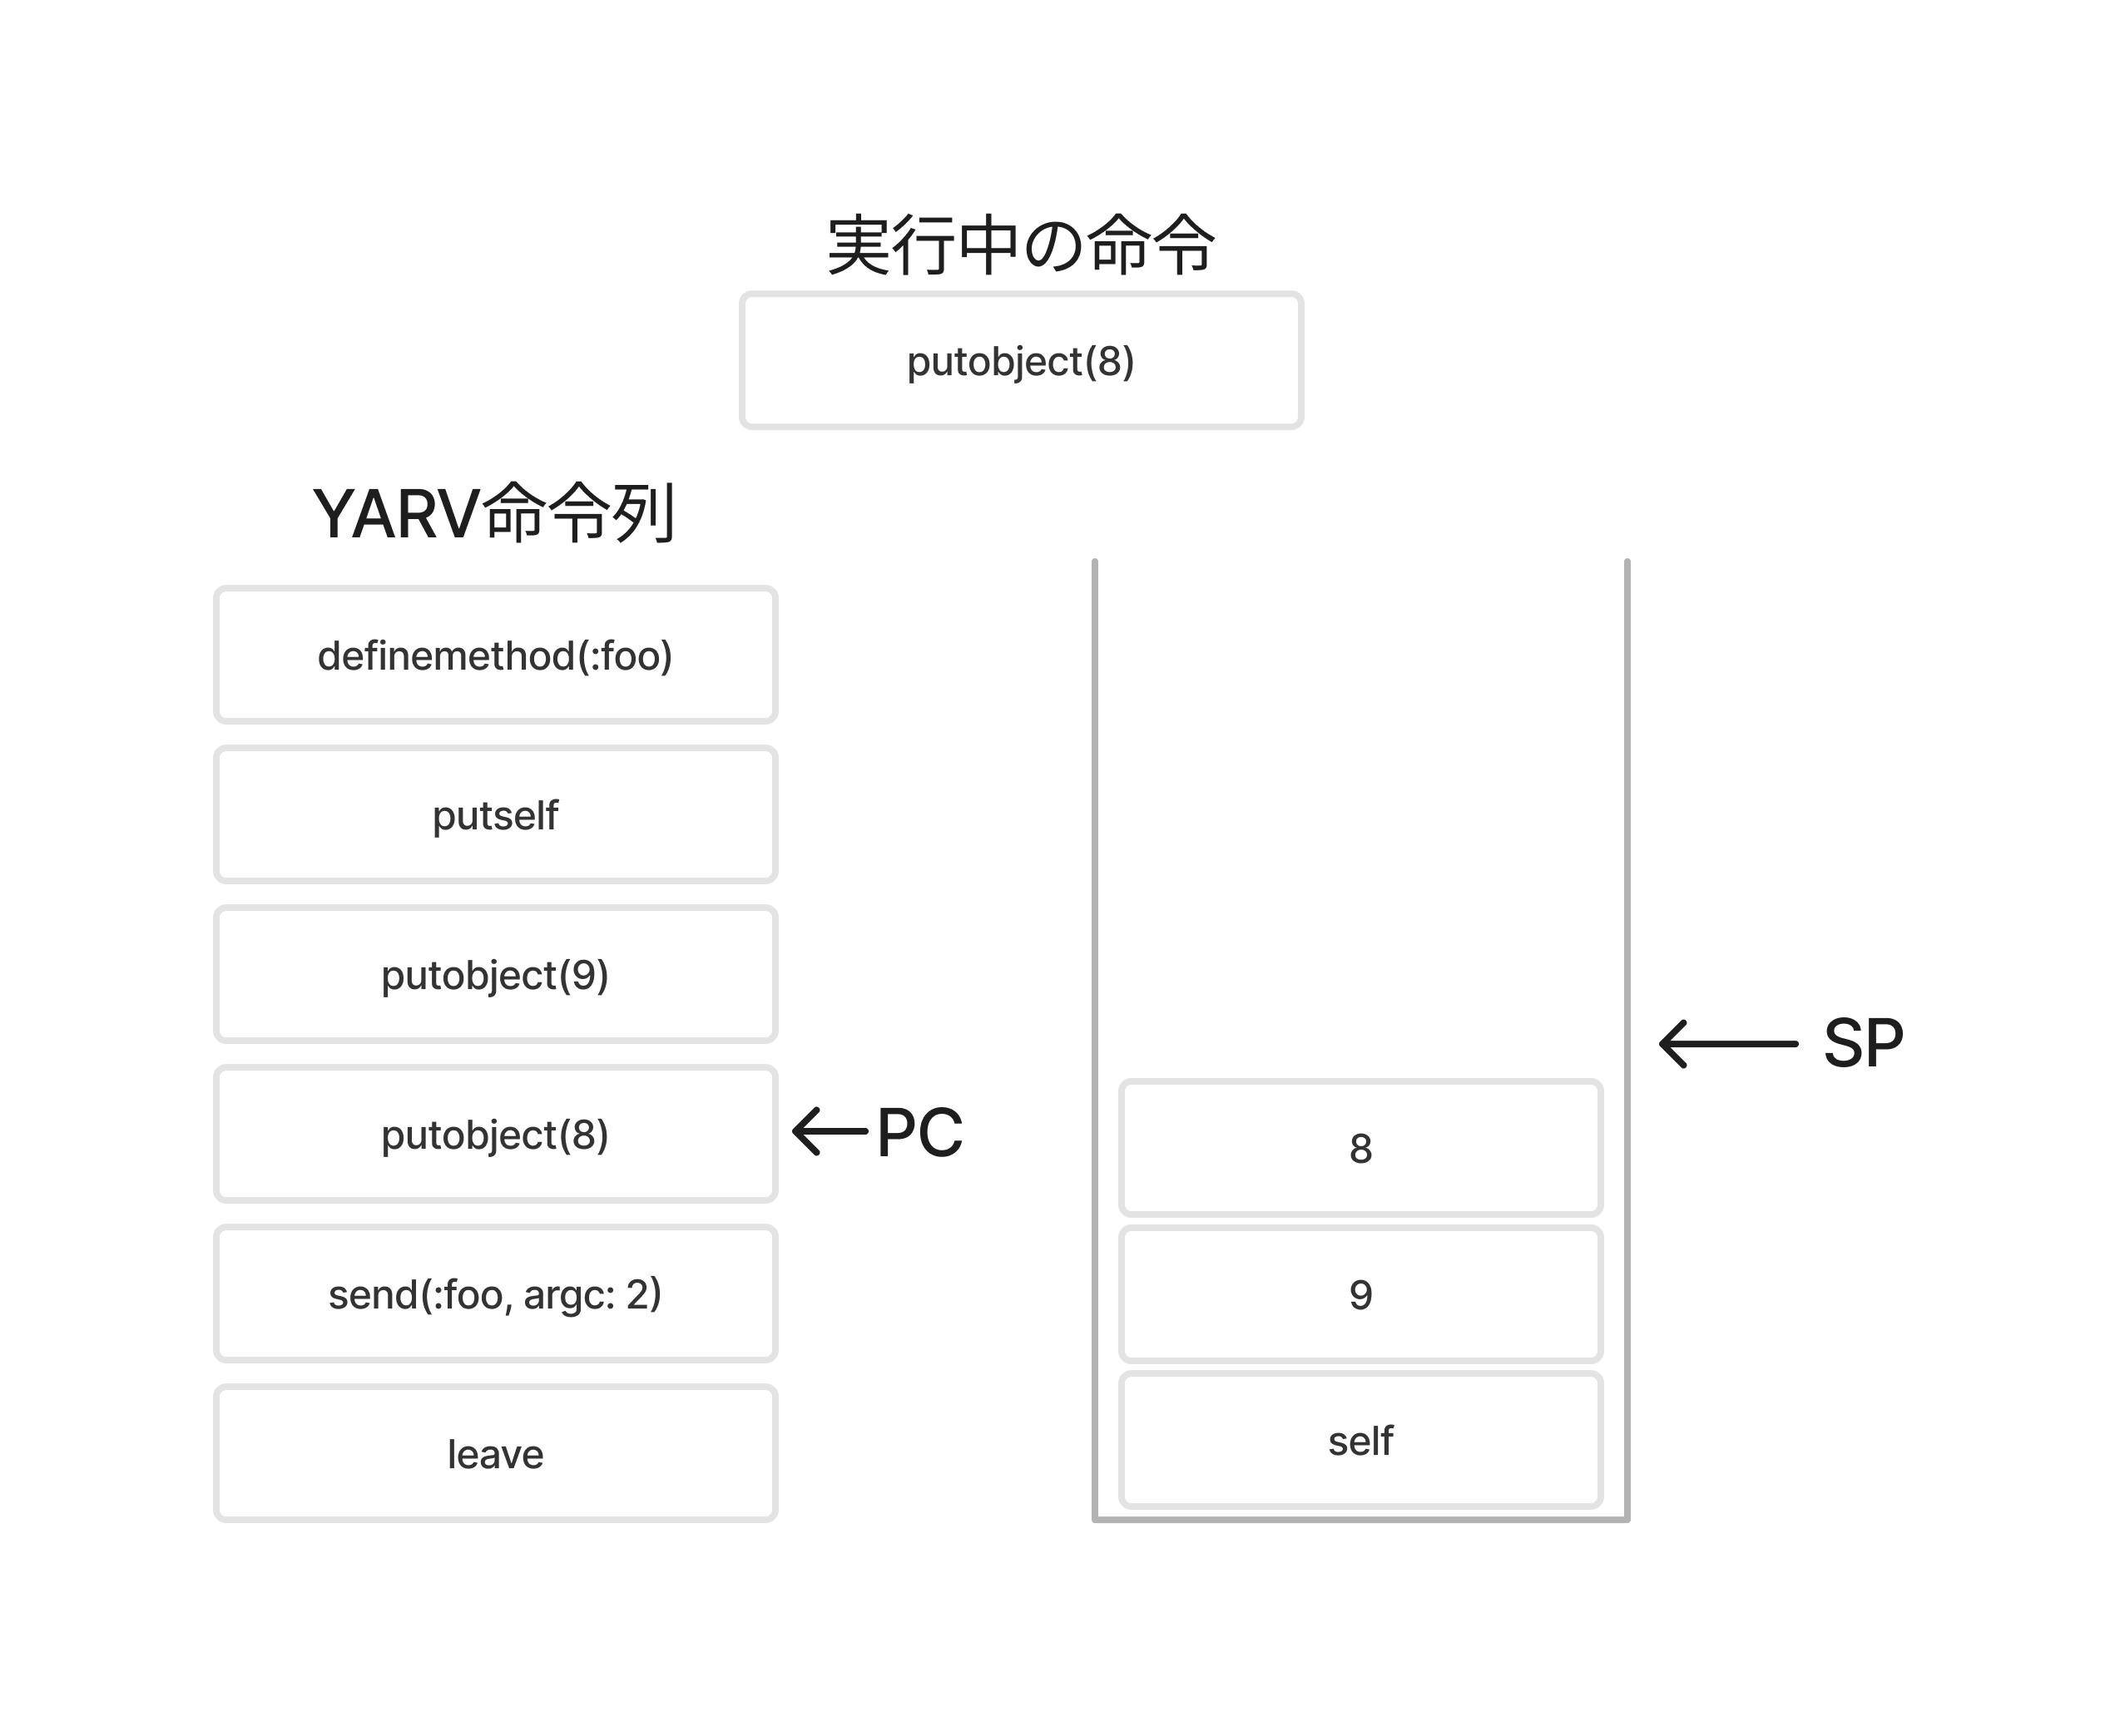 実行中の命令
putobject(8)
YARV命令列
definemethod(:foo)
putself
putobject(9)
putobject(8)
PC
send(:foo, argc: 2)
leave
SP
8
9
self